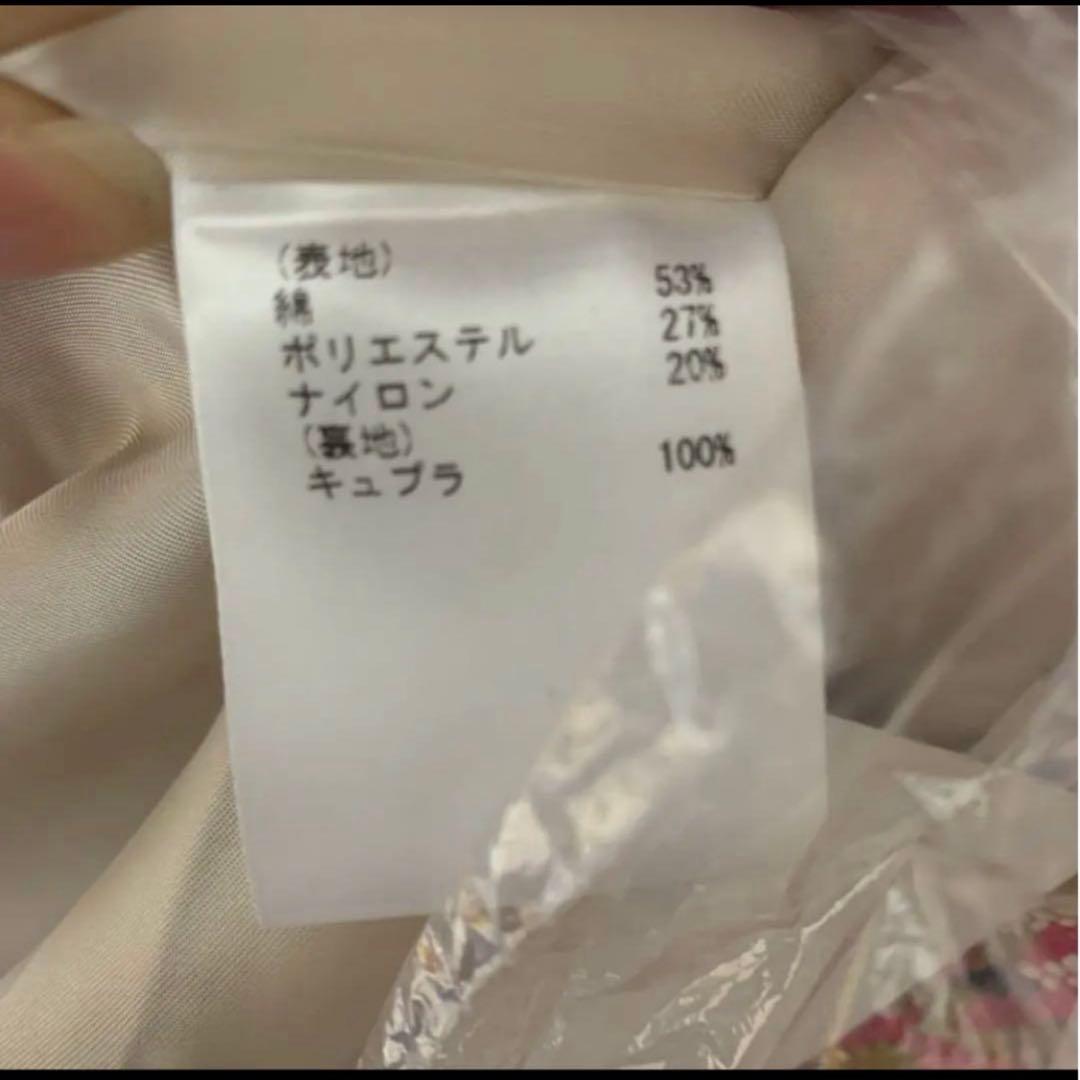 (表地)
綿 53%
ポリエステル 27%
ナイロン 20%
(裏地)
キュプラ 100%